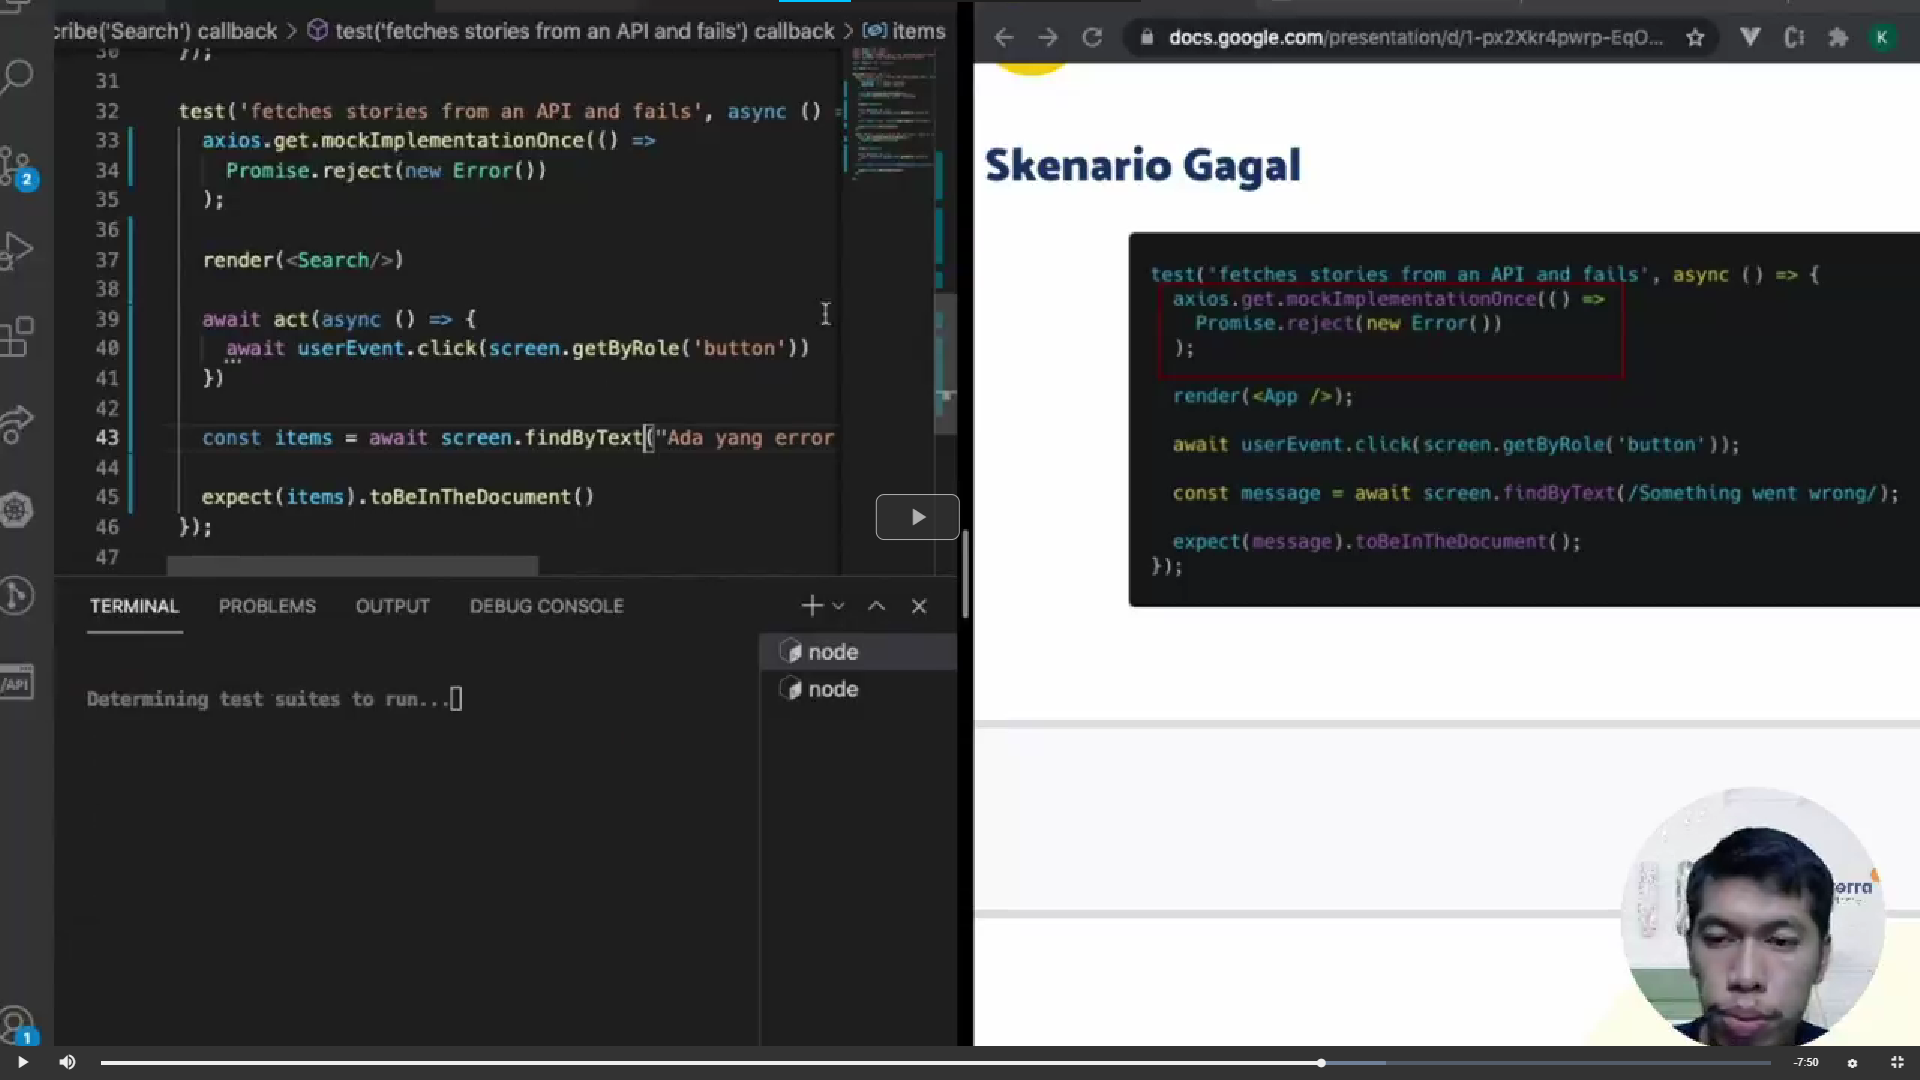 cribe('Search') callback > test('fetches stories from an API and fails') callback > items
30 });
31
32 test('fetches stories from an API and fails', async () =
33 axios.get.mockImplementationOnce(() =>
34 Promise.reject(new Error())
35 );
36
37 render(<Search/>)
38
39 await act(async () => {
40 await userEvent.click(screen.getByRole('button'))
41 })
42
43 const items = await screen.findByText("Ada yang error
44
45 expect(items).toBeInTheDocument()
46 });
47
2
/API
1
TERMINAL PROBLEMS OUTPUT DEBUG CONSOLE
node
node
Determining test suites to run...
docs.google.com/presentation/d/1-px2Xkr4pwrp-EqO...
K
Skenario Gagal
test('fetches stories from an API and fails', async () => {
axios.get.mockImplementationOnce(() =>
Promise.reject(new Error())
);
render(<App />);
await userEvent.click(screen.getByRole('button'));
const message = await screen.findByText(/Something went wrong/);
expect(message).toBeInTheDocument();
});
erra
-7:50